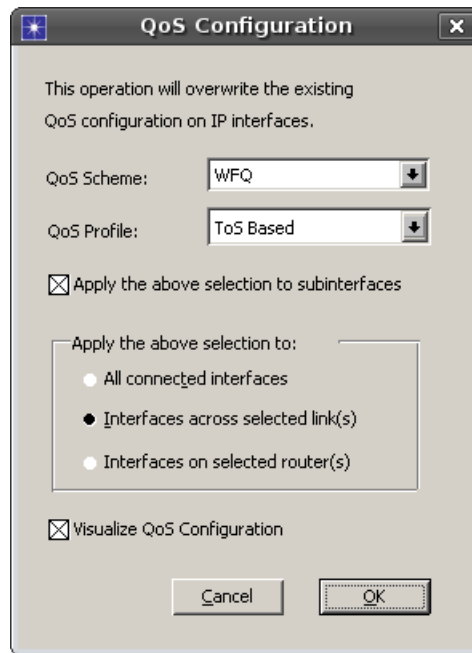 QoS Configuration
This operation will overwrite the existing
QoS configuration on IP interfaces.
QoS Scheme: WFQ
QoS Profile: ToS Based
Apply the above selection to subinterfaces
Apply the above selection to:
All connected interfaces
Interfaces across selected link(s)
Interfaces on selected router(s)
Visualize QoS Configuration
Cancel OK